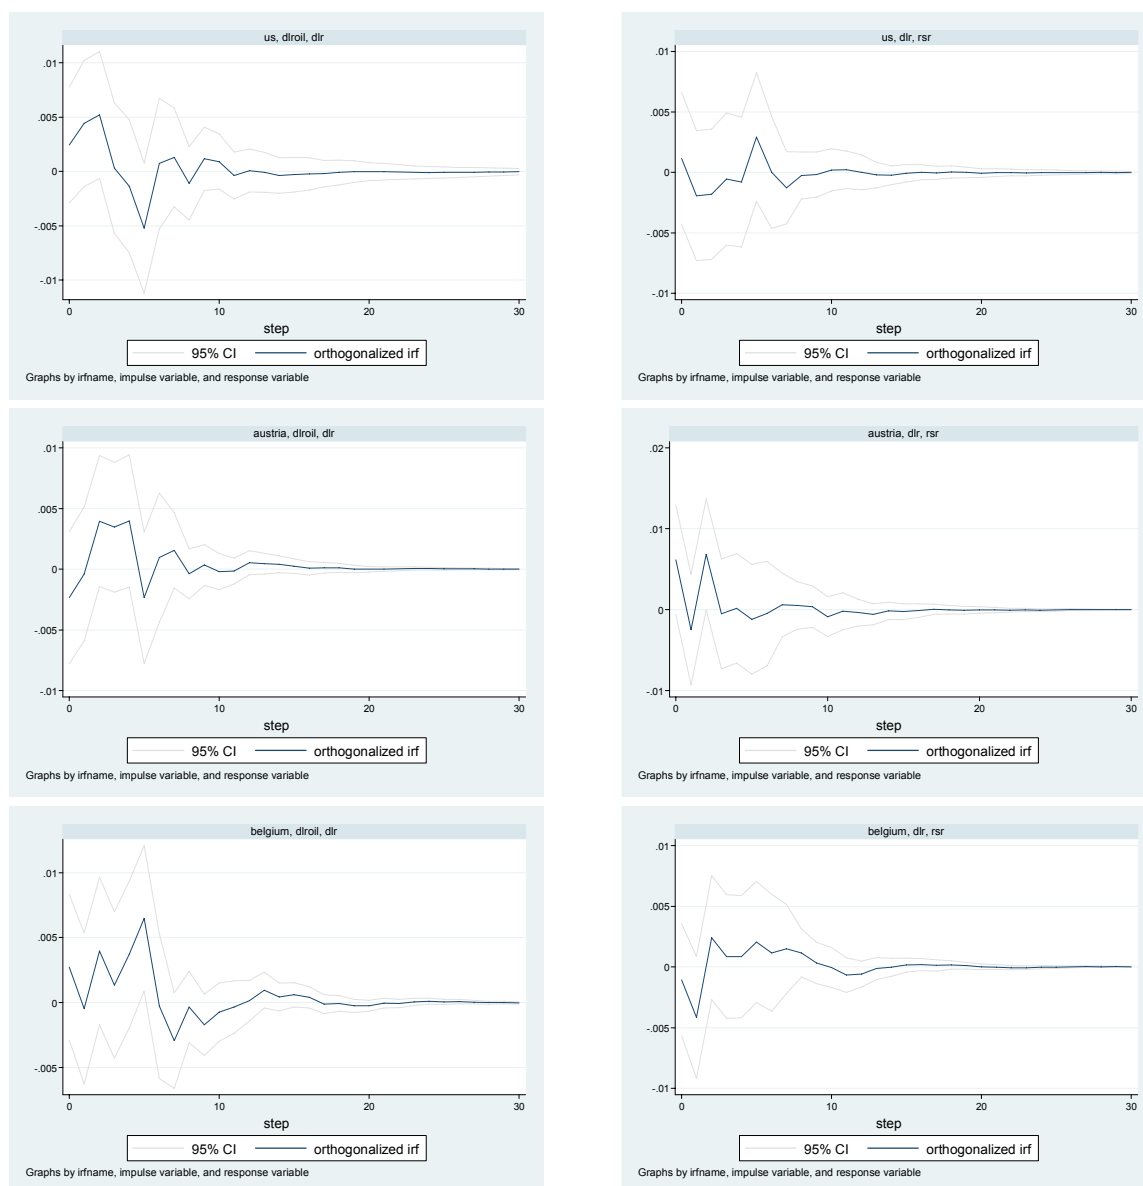 us, dlroil, dlr
.01
.005
0
-.005
-.01
0 10 20 30
step
95% CI orthogonalized irf
Graphs by irfname, impulse variable, and response variable
us, dlr, rsr
.01
.005
0
-.005
-.01
0 10 20 30
step
95% CI orthogonalized irf
Graphs by irfname, impulse variable, and response variable
austria, dlroil, dlr
.01
.005
0
-.005
-.01
0 10 20 30
step
95% CI orthogonalized irf
Graphs by irfname, impulse variable, and response variable
austria, dlr, rsr
.02
.01
0
-.01
0 10 20 30
step
95% CI orthogonalized irf
Graphs by irfname, impulse variable, and response variable
belgium, dlroil, dlr
.01
.005
0
-.005
0 10 20 30
step
95% CI orthogonalized irf
Graphs by irfname, impulse variable, and response variable
belgium, dlr, rsr
.01
.005
0
-.005
-.01
0 10 20 30
step
95% CI orthogonalized irf
Graphs by irfname, impulse variable, and response variable